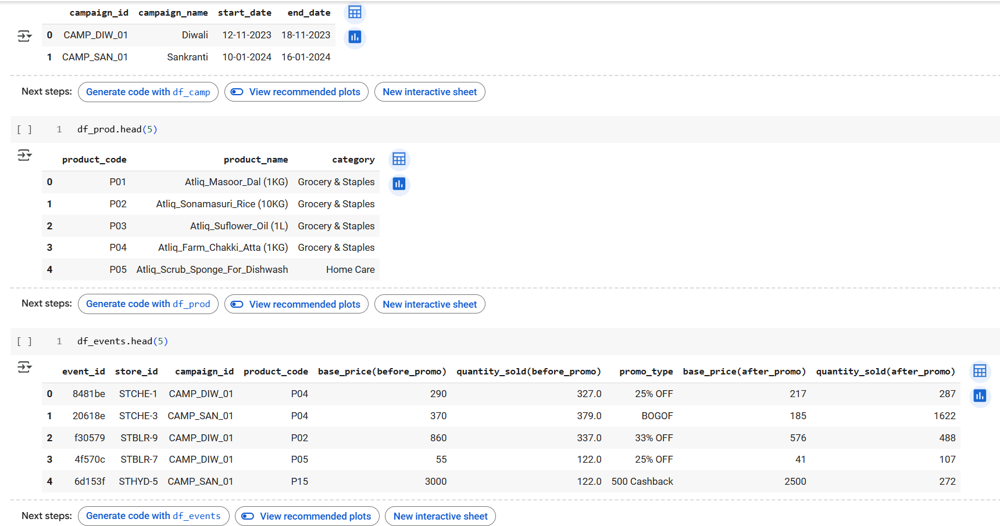 campaign_id campaign_name start_date end_date
0 CAMP_DIW_01 Diwali 12-11-2023 18-11-2023
1 CAMP_SAN_01 Sankranti 10-01-2024 16-01-2024
Next steps: Generate code with df_camp View recommended plots New interactive sheet
[ ] 1 df_prod.head(5)
product_code product_name category
0 P01 Atliq_Masoor_Dal (1KG) Grocery & Staples
1 P02 Atliq_Sonamasuri_Rice (10KG) Grocery & Staples
2 P03 Atliq_Suflower_Oil (1L) Grocery & Staples
3 P04 Atliq_Farm_Chakki_Atta (1KG) Grocery & Staples
4 P05 Atliq_Scrub_Sponge_For_Dishwash Home Care
Next steps: Generate code with df_prod View recommended plots New interactive sheet
[ ] 1 df_events.head(5)
event_id store_id campaign_id product_code base_price(before_promo) quantity_sold(before_promo) promo_type base_price(after_promo) quantity_sold(after_promo)
0 8481be STCHE-1 CAMP_DIW_01 P04 290 327.0 25% OFF 217 287
1 20618e STCHE-3 CAMP_SAN_01 P04 370 379.0 BOGOF 185 1622
2 f30579 STBLR-9 CAMP_DIW_01 P02 860 337.0 33% OFF 576 488
3 4f570c STBLR-7 CAMP_DIW_01 P05 55 122.0 25% OFF 41 107
4 6d153f STHYD-5 CAMP_SAN_01 P15 3000 122.0 500 Cashback 2500 272
Next steps: Generate code with df_events View recommended plots New interactive sheet